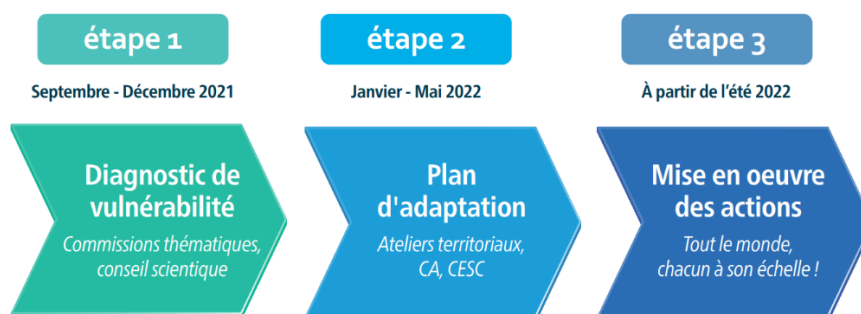 étape 1
Septembre - Décembre 2021
Diagnostic de
vulnérabilité
Commissions thématiques,
conseil scientifique
étape 2
Janvier - Mai 2022
Plan
d'adaptation
Ateliers territoriaux,
CA, CESC
étape 3
À partir de l'été 2022
Mise en oeuvre
des actions
Tout le monde,
chacun à son échelle !